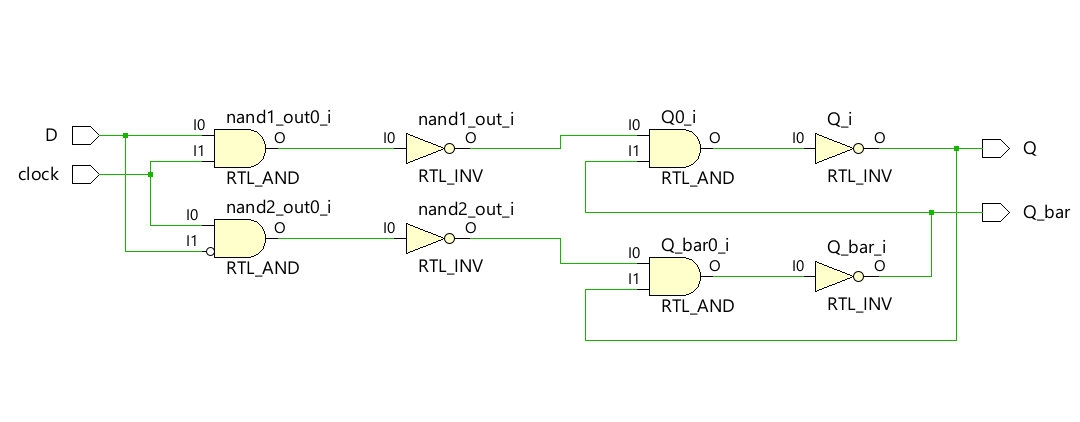 nand1_out0_i
nand1_out_i
Q0_i
Q_i
D
I0
O
I0
O
I0
O
I0
O
I1
I1
Q
clock
RTL_AND
RTL_INV
RTL_AND
RTL_INV
nand2_out0_i
nand2_out_i
Q_bar
I0
O
I0
O
I1
Q_bar0_i
Q_bar_i
RTL_AND
RTL_INV
I0
O
I0
O
I1
RTL_AND
RTL_INV